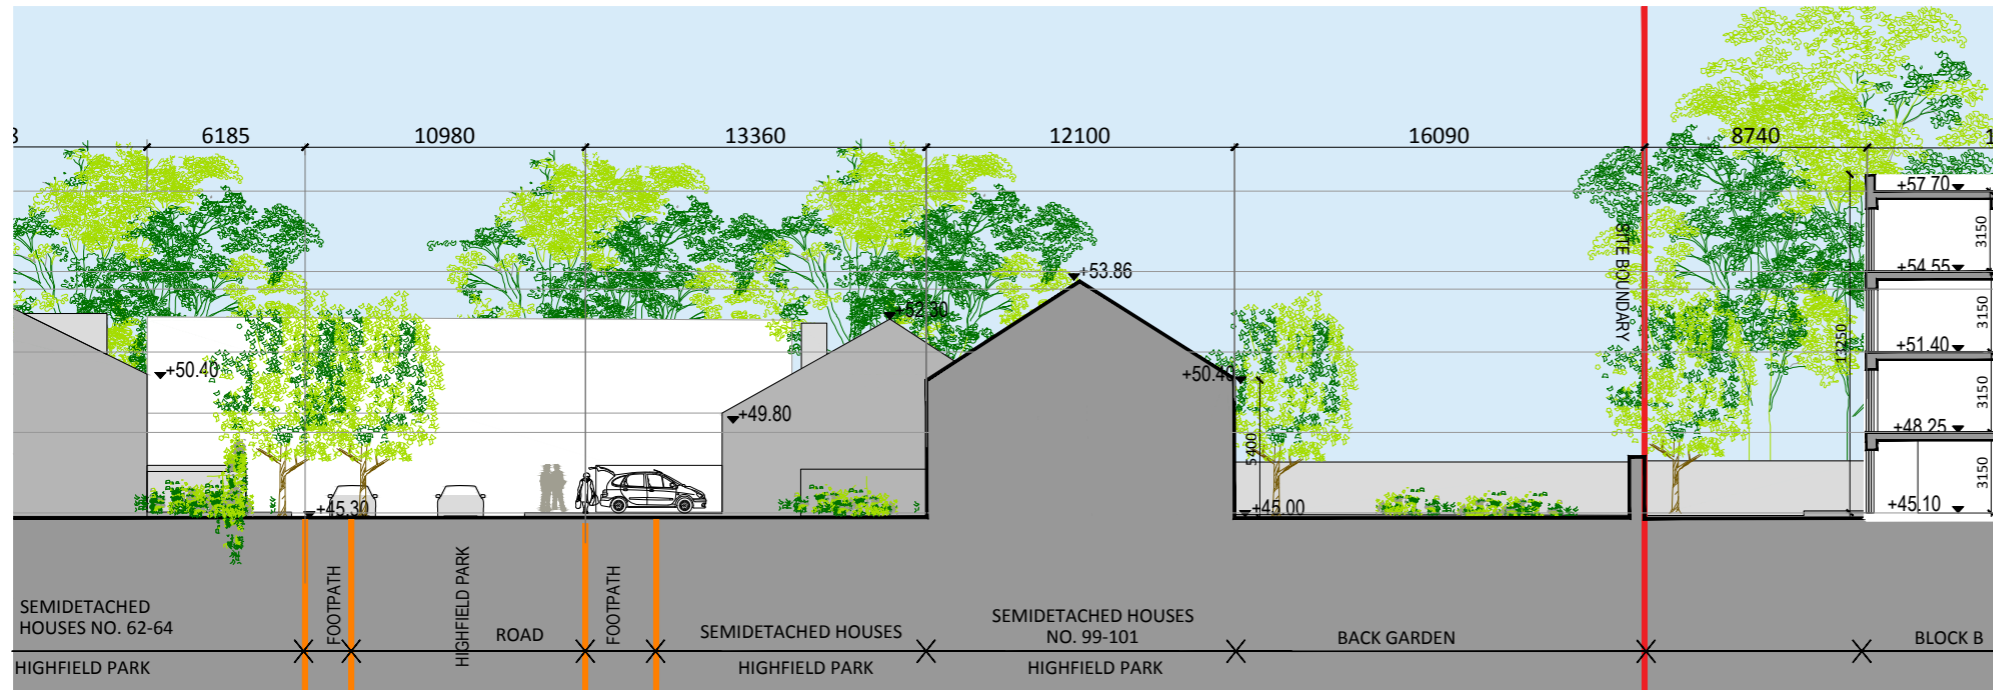 6185
10980
13360
12100
16090
8740
+57.70
3150
SITE BOUNDARY
+54.55
+53.86
+52.30
3150
13250
+51.40
+50.40
+50.40
3150
+49.80
+48.25
5400
3150
+45.30
+45.00
+45.10
SEMIDETACHED
HOUSES NO. 62-64
HIGHFIELD PARK
FOOTPATH
HIGHFIELD PARK
ROAD
FOOTPATH
SEMIDETACHED HOUSES
HIGHFIELD PARK
SEMIDETACHED HOUSES
NO. 99-101
HIGHFIELD PARK
BACK GARDEN
BLOCK B